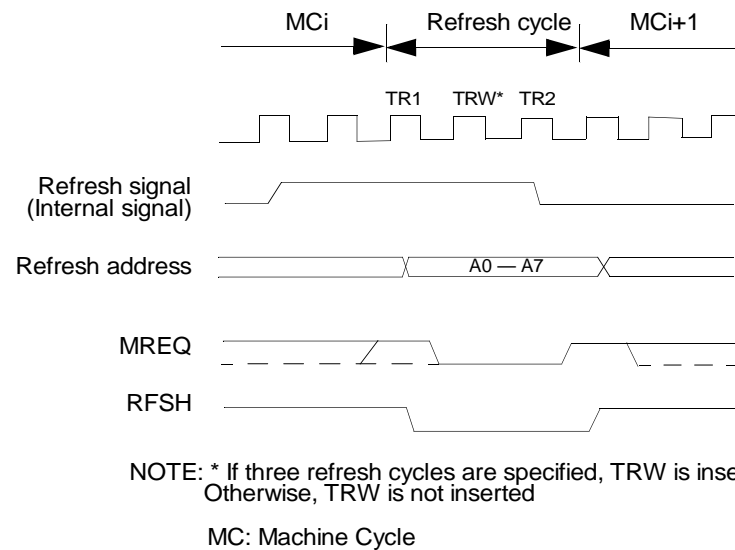 MCi Refresh cycle MCi+1
TR1 TRW* TR2
Refresh signal
(Internal signal)
Refresh address A0 — A7
MREQ
RFSH
NOTE: * If three refresh cycles are specified, TRW is inse
Otherwise, TRW is not inserted
MC: Machine Cycle